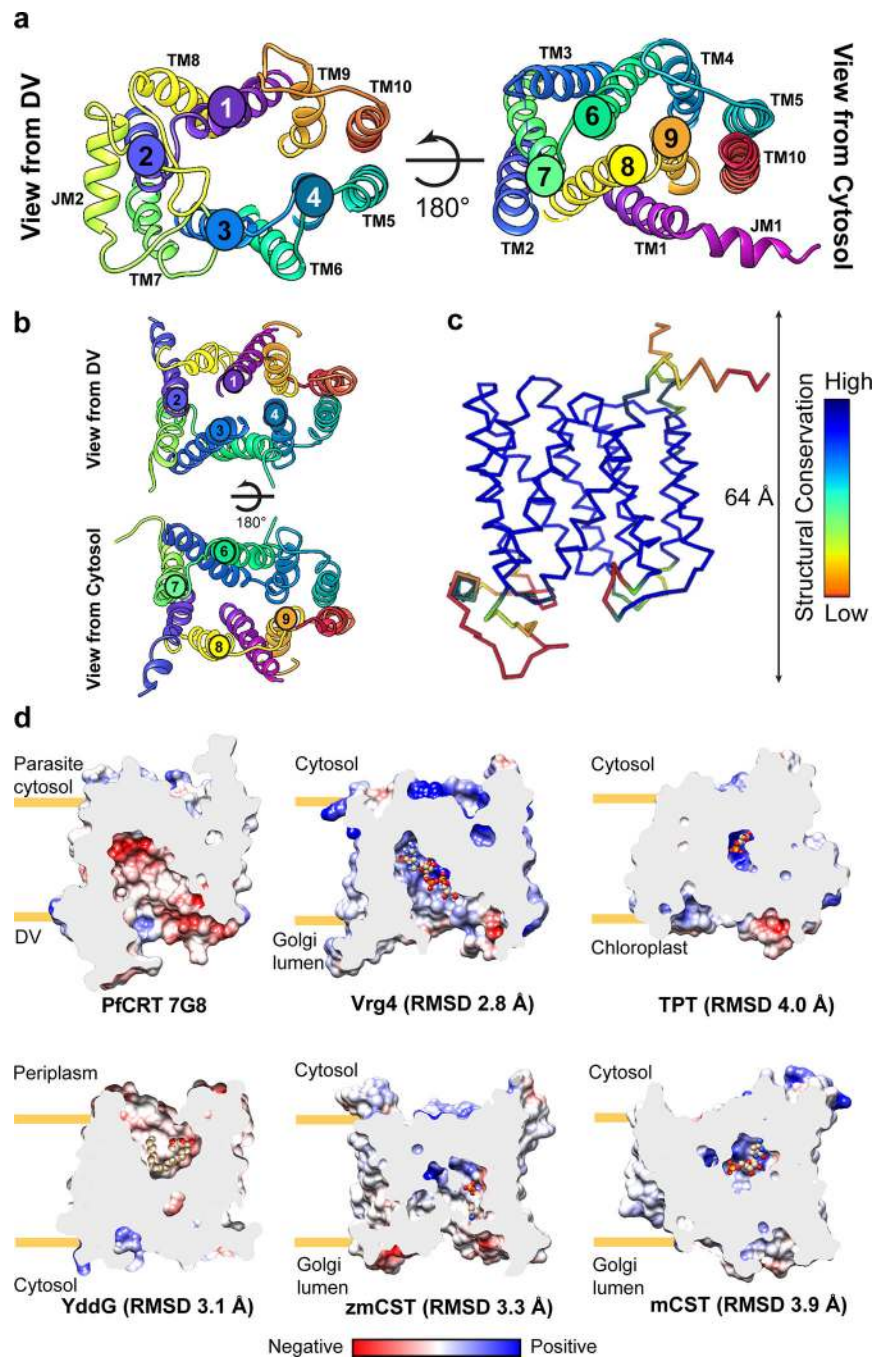 a
View from DV
TM8
1
TM9
TM10
2
JM2
3
4
TM5
TM7
TM6
180°
TM3
TM4
6
TM5
9
7
8
TM10
TM2
TM1
JM1
View from Cytosol
b
View from DV
1
2
3
4
180°
View from Cytosol
6
7
8
9
c
64 Å
High
Structural Conservation
Low
d
Parasite
cytosol
DV
PfCRT 7G8
Cytosol
Golgi
lumen
Vrg4 (RMSD 2.8 Å)
Cytosol
Chloroplast
TPT (RMSD 4.0 Å)
Periplasm
Cytosol
YddG (RMSD 3.1 Å)
Cytosol
Golgi
lumen
zmCST (RMSD 3.3 Å)
Cytosol
Golgi
lumen
mCST (RMSD 3.9 Å)
Negative
Positive